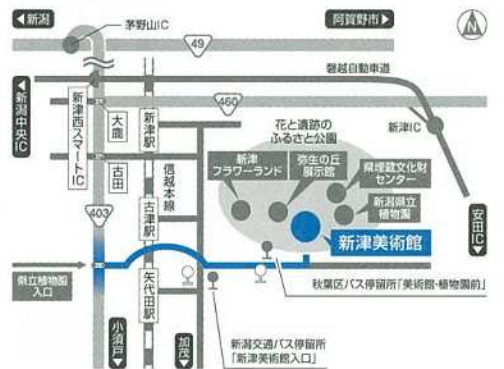 新潟
茅野山IC
49
阿賀野市
N
磐越自動車道
新潟中央IC
新津西スマートIC
大鹿
新津駅
460
花と遺跡の
ふるさと公園
新津IC
古田
信越本線
新津
フラワーランド
弥生の丘
展示館
県埋蔵文化財
センター
新潟県立
植物園
403
古津駅
新津美術館
安田IC
県立植物園
入口
矢代田駅
秋葉区バス停留所「美術館・植物園前」
小須戸
加茂
新潟交通バス停留所
「新津美術館入口」